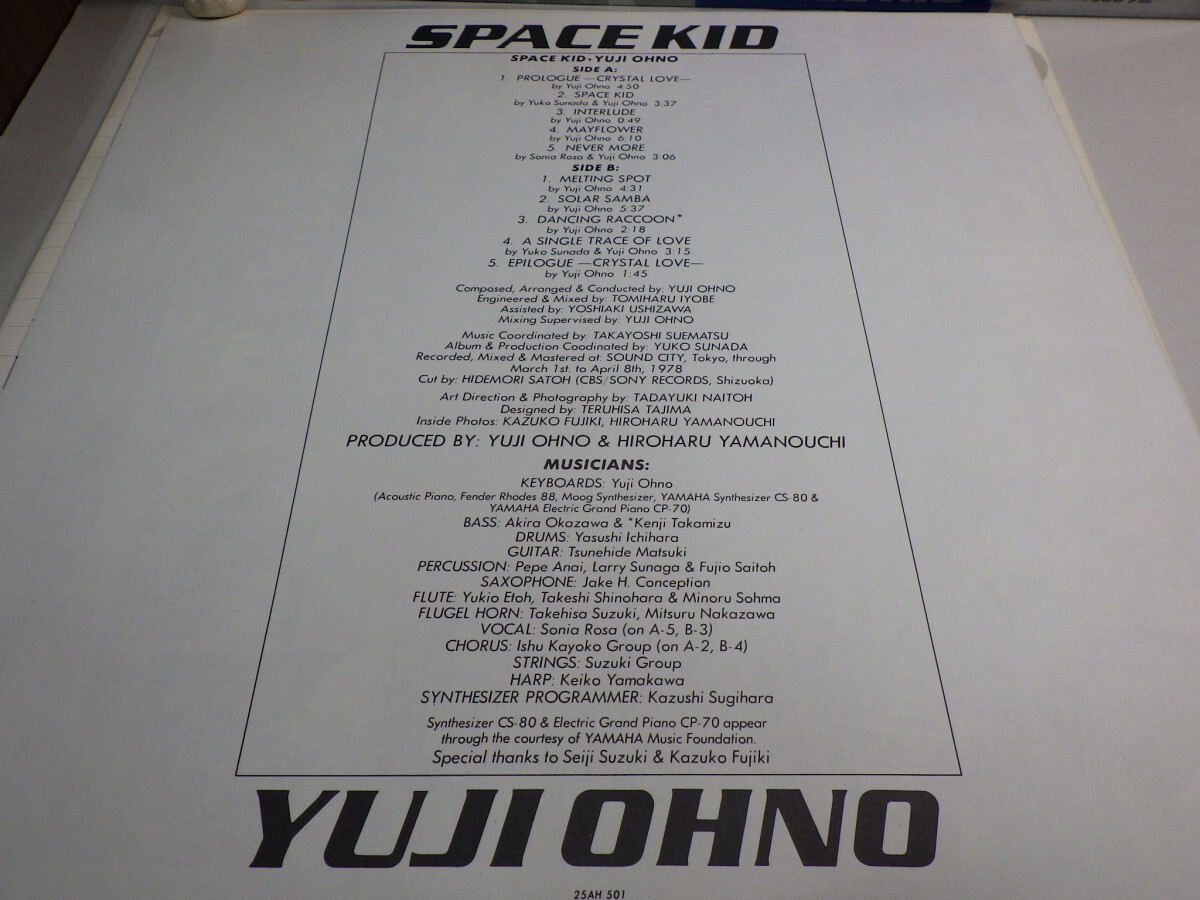 SPACE KID
SPACE KID • YUJI OHNO
SIDE A:
1. PROLOGUE —CRYSTAL LOVE—
by Yuji Ohno 4:50
2. SPACE KID
by Yuko Sunada & Yuji Ohno 3:37
3. INTERLUDE
by Yuji Ohno 0:49
4. MAYFLOWER
by Yuji Ohno 6:10
5. NEVER MORE
by Sonia Rosa & Yuji Ohno 3:06
SIDE B:
1. MELTING SPOT
by Yuji Ohno 4:31
2. SOLAR SAMBA
by Yuji Ohno 5:37
3. DANCING RACCOON*
by Yuji Ohno 2:18
4. A SINGLE TRACE OF LOVE
by Yuko Sunada & Yuji Ohno 3:15
5. EPILOGUE —CRYSTAL LOVE—
by Yuji Ohno 1:45
Composed, Arranged & Conducted by: YUJI OHNO
Engineered & Mixed by: TOMIHARU IYOBE
Assisted by: YOSHIAKI USHIZAWA
Mixing Supervised by: YUJI OHNO
Music Coordinated by: TAKAYOSHI SUEMATSU
Album & Production Coodinated by: YUKO SUNADA
Recorded, Mixed & Mastered at: SOUND CITY, Tokyo, through
March 1st. to April 8th, 1978
Cut by: HIDEMORI SATOH (CBS/SONY RECORDS, Shizuoka)
Art Direction & Photography by: TADAYUKI NAITOH
Designed by: TERUHISA TAJIMA
Inside Photos: KAZUKO FUJIKI, HIROHARU YAMANOUCHI
PRODUCED BY: YUJI OHNO & HIROHARU YAMANOUCHI
MUSICIANS:
KEYBOARDS: Yuji Ohno
(Acoustic Piano, Fender Rhodes 88, Moog Synthesizer, YAMAHA Synthesizer CS-80 &
YAMAHA Electric Grand Piano CP-70)
BASS: Akira Okazawa & *Kenji Takamizu
DRUMS: Yasushi Ichihara
GUITAR: Tsunehide Matsuki
PERCUSSION: Pepe Anai, Larry Sunaga & Fujio Saitoh
SAXOPHONE: Jake H. Conception
FLUTE: Yukio Etoh, Takeshi Shinohara & Minoru Sohma
FLUGEL HORN: Takehisa Suzuki, Mitsuru Nakazawa
VOCAL: Sonia Rosa (on A-5, B-3)
CHORUS: Ishu Kayoko Group (on A-2, B-4)
STRINGS: Suzuki Group
HARP: Keiko Yamakawa
SYNTHESIZER PROGRAMMER: Kazushi Sugihara
Synthesizer CS-80 & Electric Grand Piano CP-70 appear
through the courtesy of YAMAHA Music Foundation.
Special thanks to Seiji Suzuki & Kazuko Fujiki
YUJI OHNO
25AH 501